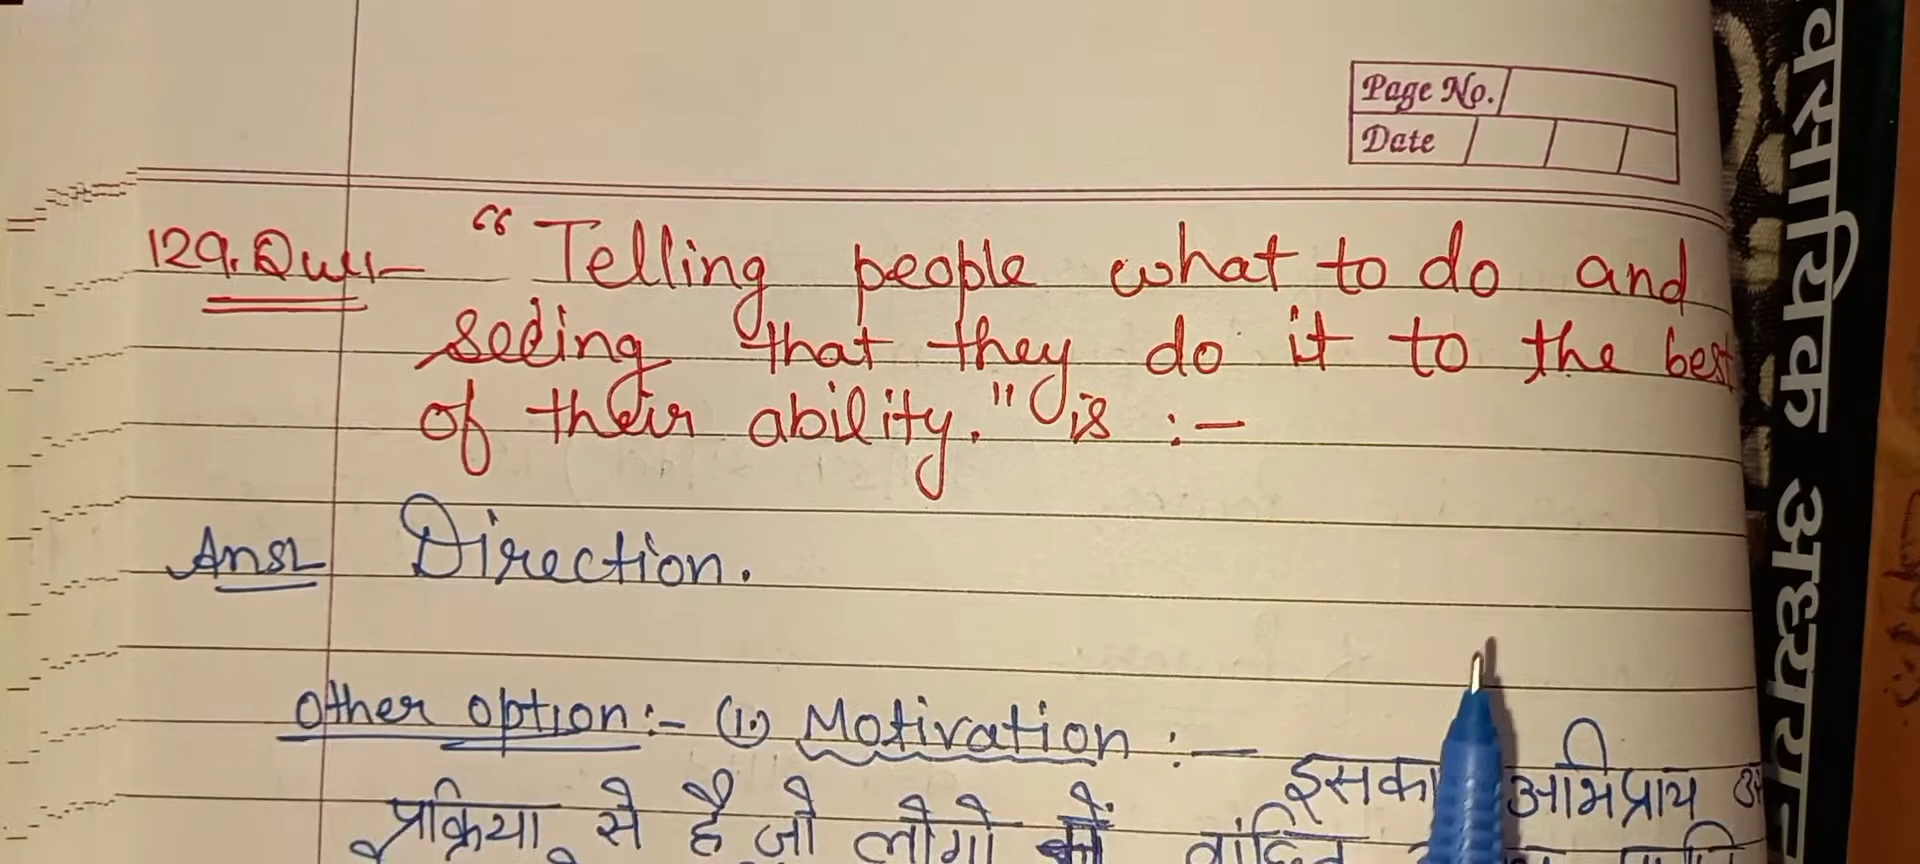 Page No.
Date
129. Ques- "Telling people what to do and
seeing that they do it to the best
of their ability." is :-
Ans Direction.
Other option:- (1) Motivation :- इसका अभिप्राय
प्रक्रिया से है जो लोगों को
व्यवसायिक अध्ययन